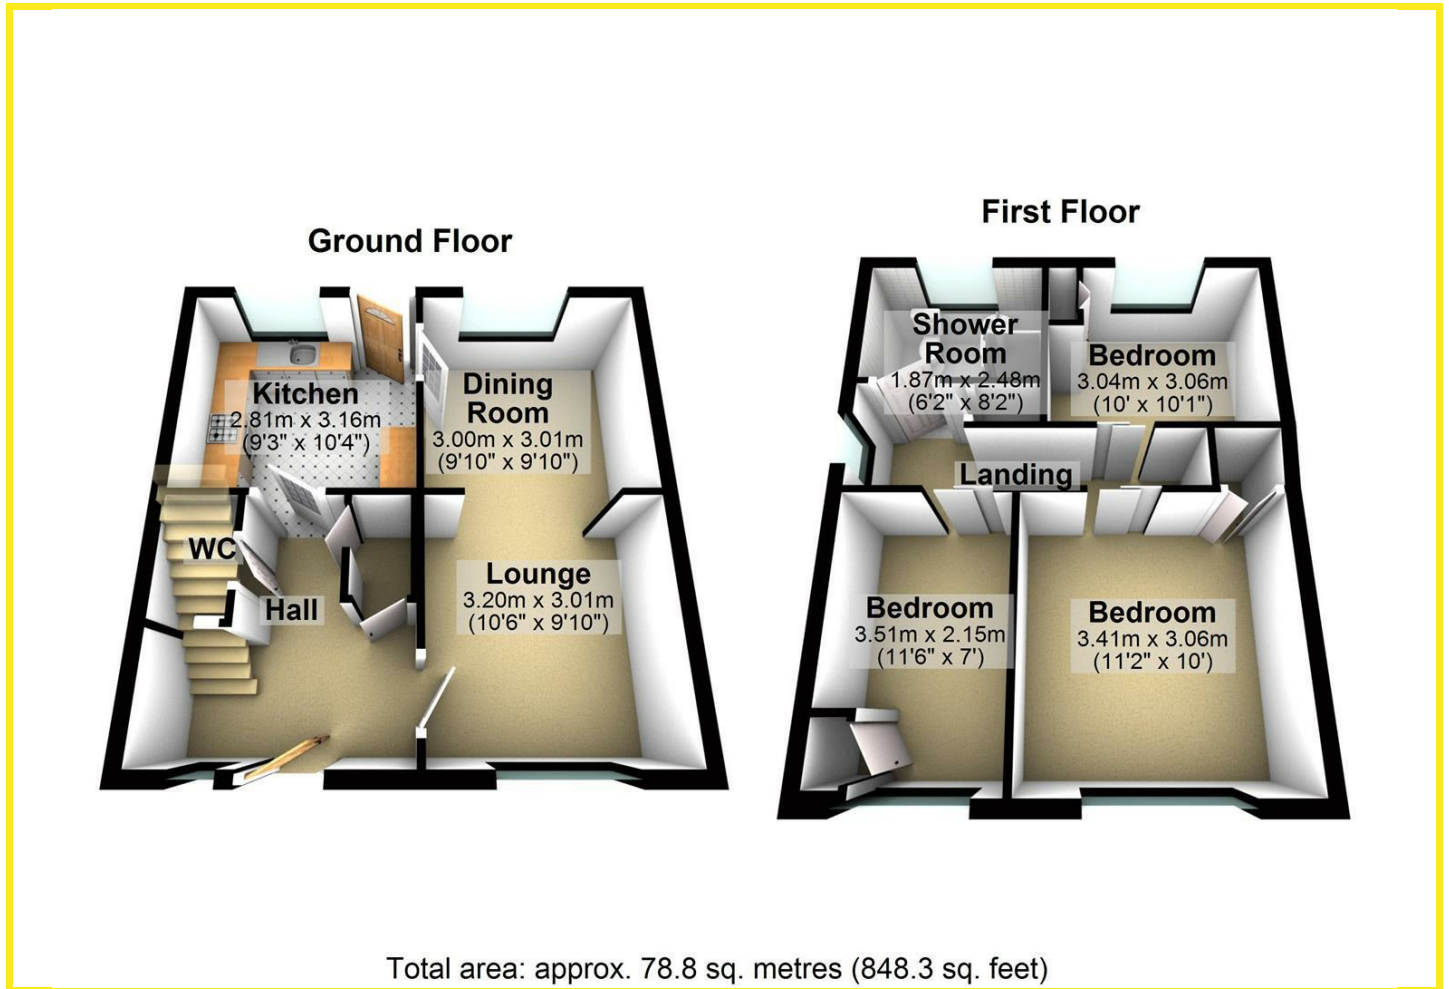 Ground Floor
Kitchen
2.81m x 3.16m
(9'3" x 10'4")
Dining
Room
3.00m x 3.01m
(9'10" x 9'10")
WC
Hall
Lounge
3.20m x 3.01m
(10'6" x 9'10")
First Floor
Shower
Room
1.87m x 2.48m
(6'2" x 8'2")
Bedroom
3.04m x 3.06m
(10' x 10'1")
Landing
Bedroom
3.51m x 2.15m
(11'6" x 7')
Bedroom
3.41m x 3.06m
(11'2" x 10')
Total area: approx. 78.8 sq. metres (848.3 sq. feet)